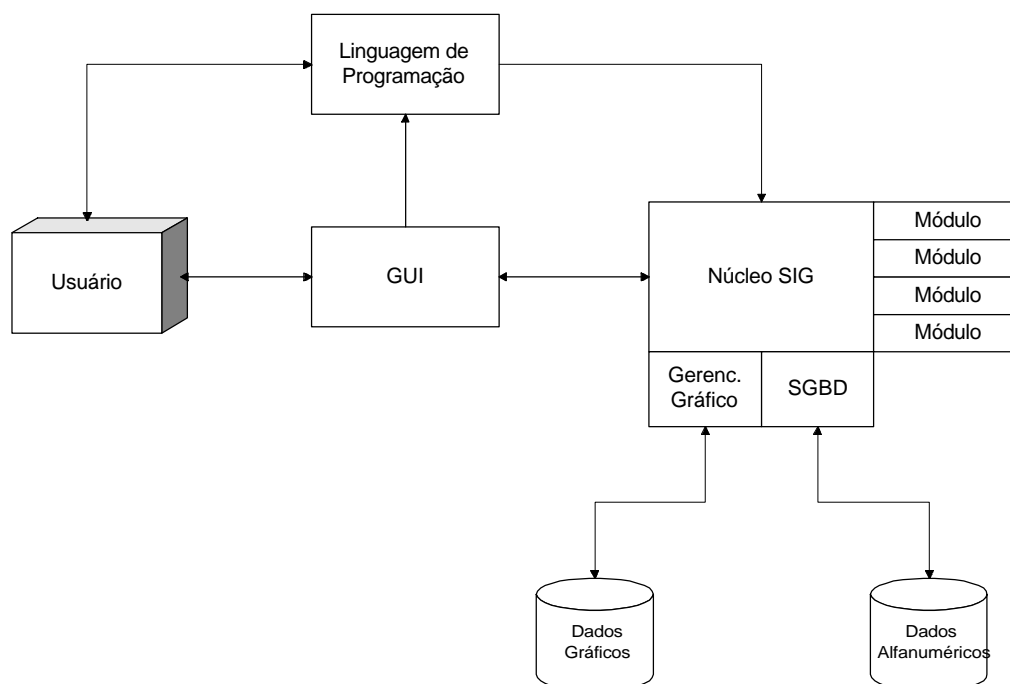 Linguagem de
Programação
Usuário
GUI
Núcleo SIG
Módulo
Módulo
Módulo
Módulo
Gerenc.
Gráfico
SGBD
Dados
Gráficos
Dados
Alfanuméricos